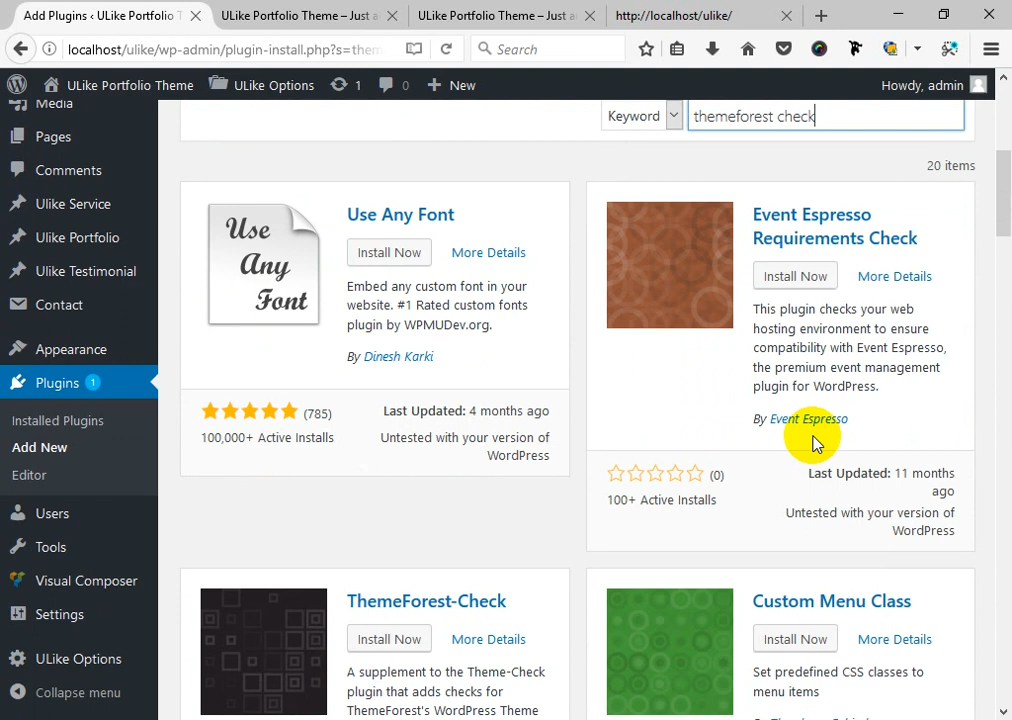 Add Plugins ‹ ULike Portfolio T
ULike Portfolio Theme – Just a
ULike Portfolio Theme – Just a
http://localhost/ulike/
localhost/ulike/wp-admin/plugin-install.php?s=them
Search
ULike Portfolio Theme
ULike Options
1
0
New
Howdy, admin
Media
Pages
Comments
Ulike Service
Ulike Portfolio
Ulike Testimonial
Contact
Appearance
Plugins 1
Installed Plugins
Add New
Editor
Users
Tools
Visual Composer
Settings
ULike Options
Collapse menu
Keyword
themeforest check
20 items
Use
Any
Font
Use Any Font
Install Now
More Details
Embed any custom font in your
website. #1 Rated custom fonts
plugin by WPMUDev.org.
By Dinesh Karki
(785)
100,000+ Active Installs
Last Updated: 4 months ago
Untested with your version of
WordPress
Event Espresso
Requirements Check
Install Now
More Details
This plugin checks your web
hosting environment to ensure
compatibility with Event Espresso,
the premium event management
plugin for WordPress.
By Event Espresso
(0)
100+ Active Installs
Last Updated: 11 months
ago
Untested with your version of
WordPress
ThemeForest-Check
Install Now
More Details
A supplement to the Theme-Check
plugin that adds checks for
ThemeForest's WordPress Theme
Custom Menu Class
Install Now
More Details
Set predefined CSS classes to
menu items